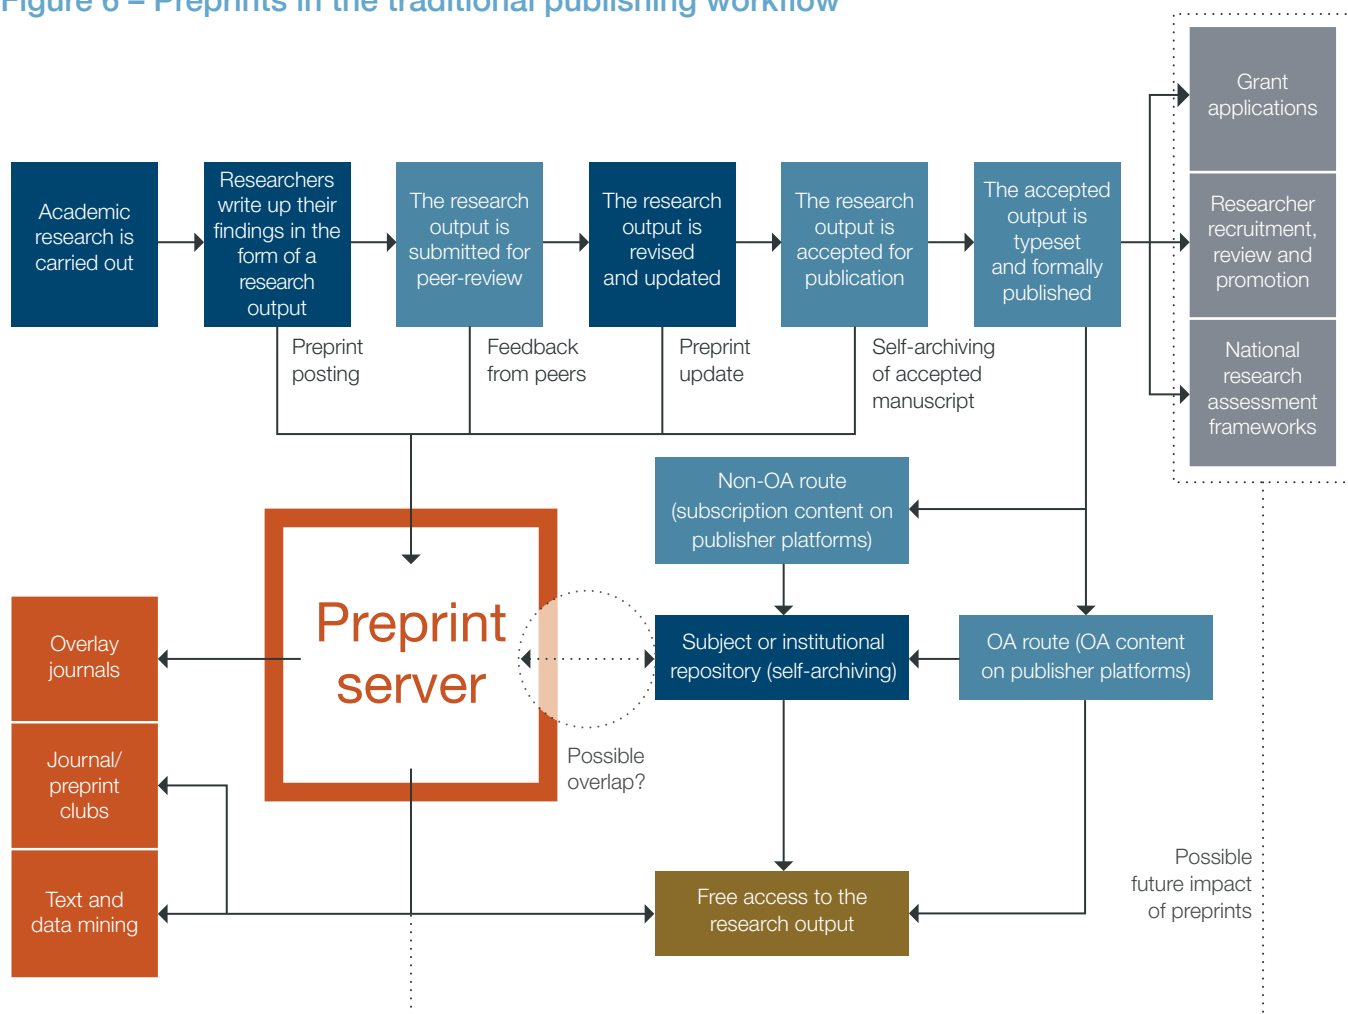 Figure 6 – Preprints in the traditional publishing workflow
Grant
applications
Academic
research is
carried out
Researchers
write up their
findings in the
form of a
research
output
The research
output is
submitted for
peer-review
The research
output is
revised
and updated
The research
output is
accepted for
publication
The accepted
output is
typeset
and formally
published
Researcher
recruitment,
review and
promotion
National
research
assessment
frameworks
Preprint
posting
Feedback
from peers
Preprint
update
Self-archiving
of accepted
manuscript
Non-OA route
(subscription content on
publisher platforms)
Preprint
server
Overlay
journals
Subject or institutional
repository (self-archiving)
OA route (OA content
on publisher platforms)
Possible
overlap?
Journal/
preprint
clubs
Text and
data mining
Free access to the
research output
Possible
future impact
of preprints